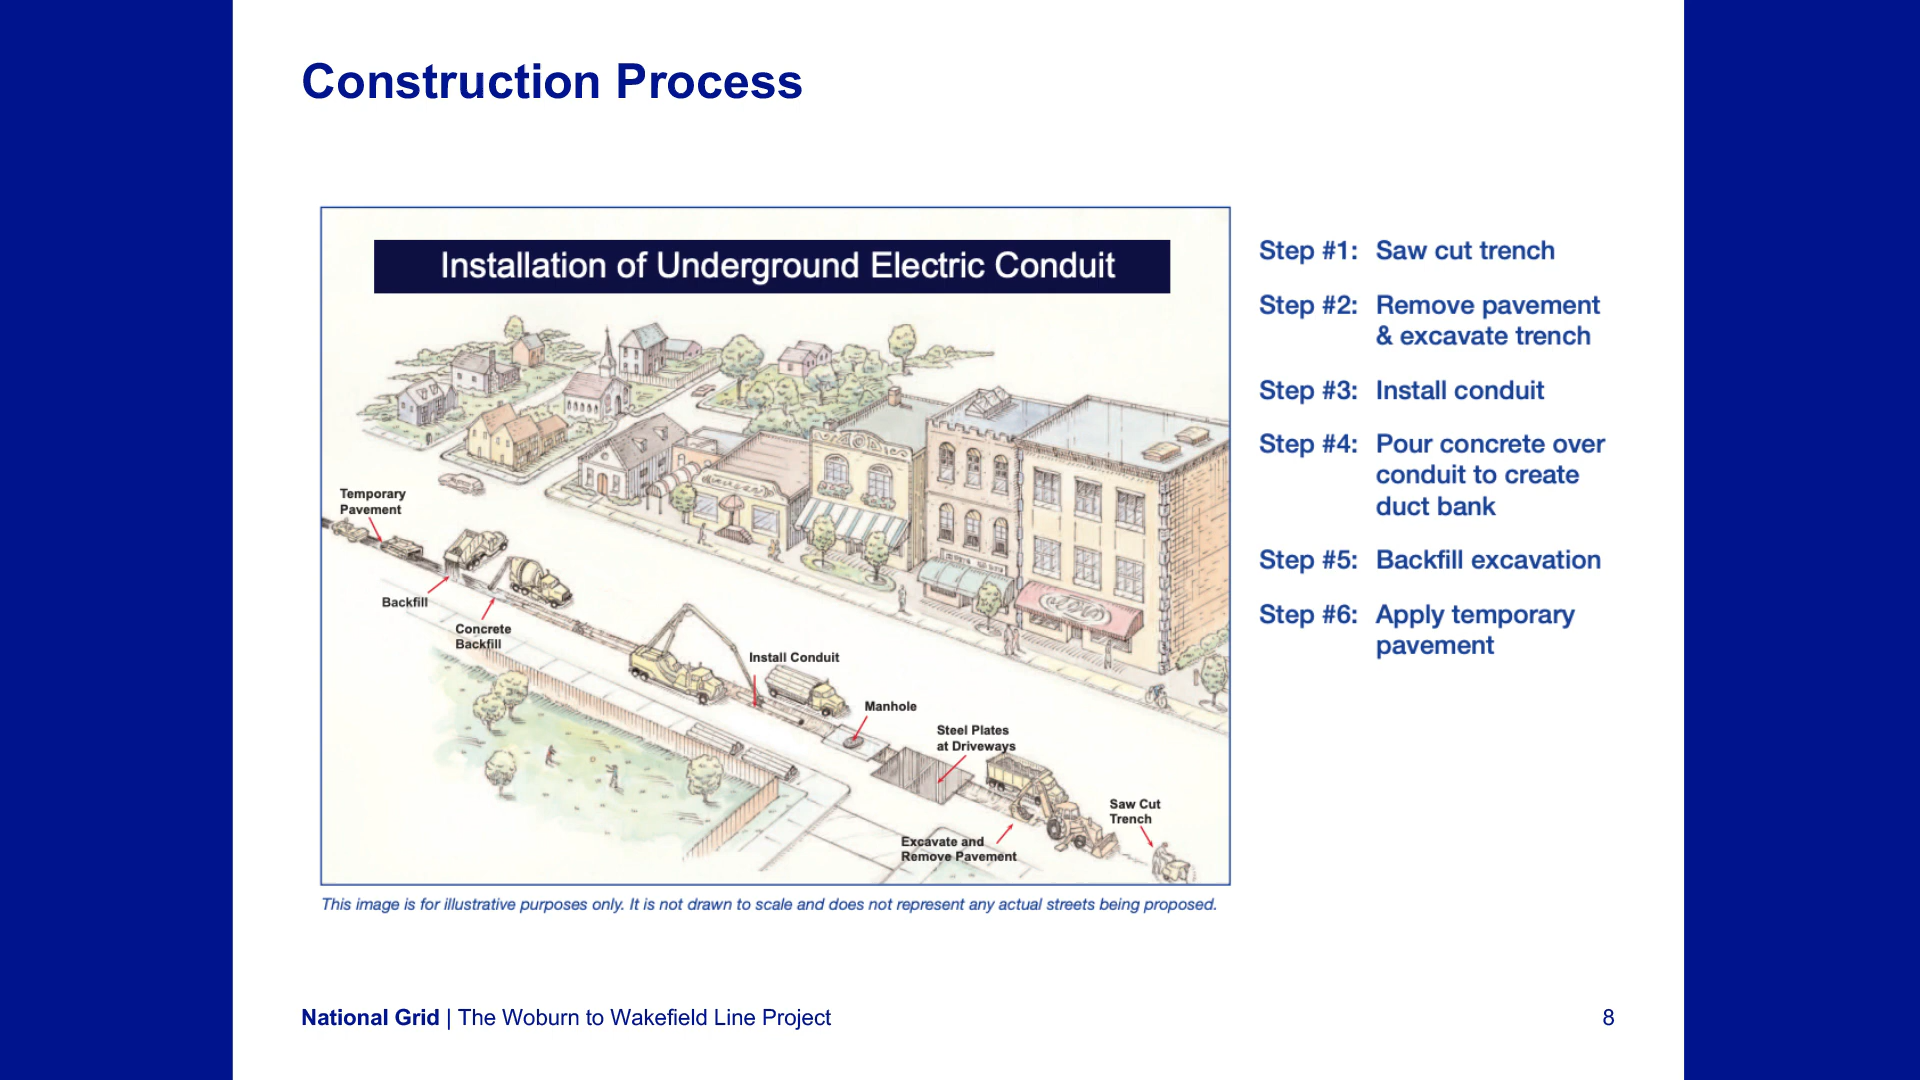 Construction Process
Installation of Underground Electric Conduit
Temporary
Pavement
Backfill
Concrete
Backfill
Install Conduit
Manhole
Steel Plates
at Driveways
Saw Cut
Trench
Excavate and
Remove Pavement
This image is for illustrative purposes only. It is not drawn to scale and does not represent any actual streets being proposed.
Step #1: Saw cut trench
Step #2: Remove pavement
& excavate trench
Step #3: Install conduit
Step #4: Pour concrete over
conduit to create
duct bank
Step #5: Backfill excavation
Step #6: Apply temporary
pavement
National Grid | The Woburn to Wakefield Line Project
8